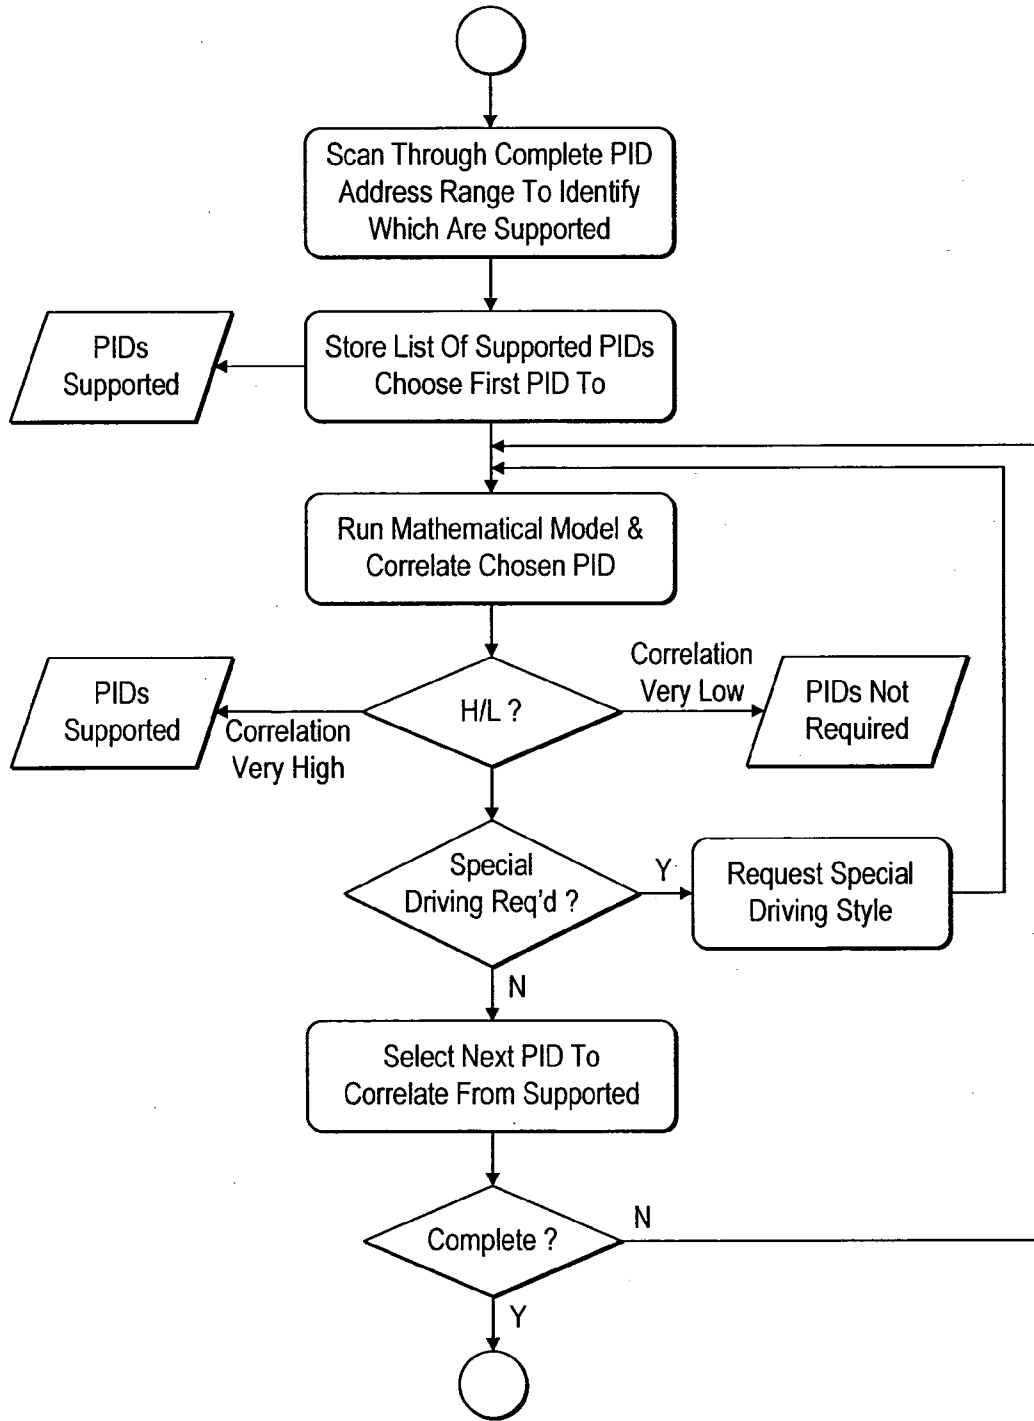 Scan Through Complete PID
Address Range To Identify
Which Are Supported
PIDs
Supported
Store List Of Supported PIDs
Choose First PID To
Run Mathematical Model &
Correlate Chosen PID
PIDs
Supported
Correlation
Very High
H/L ?
Correlation
Very Low
PIDs Not
Required
Special
Driving Req'd ?
Y
Request Special
Driving Style
N
Select Next PID To
Correlate From Supported
Complete ?
N
Y